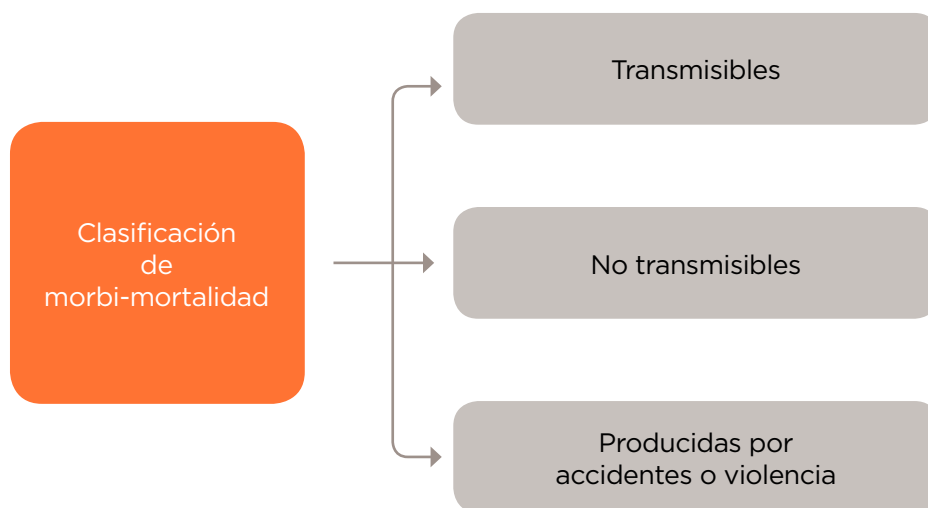 Clasificación
de
morbi-mortalidad
Transmisibles
No transmisibles
Producidas por
accidentes o violencia